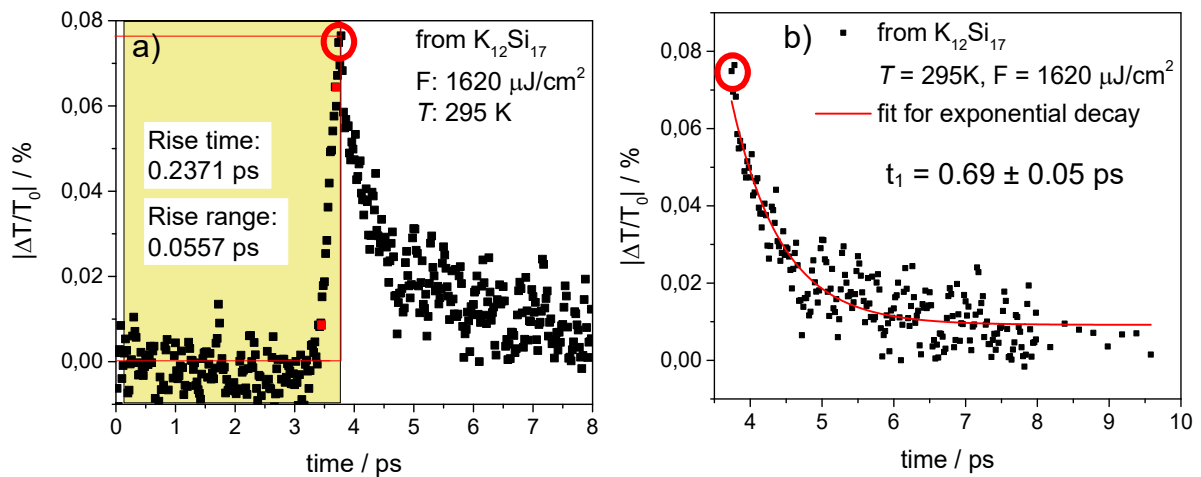 a)
from K₁₂Si₁₇
F: 1620 μJ/cm²
T: 295 K
Rise time:
0.2371 ps
Rise range:
0.0557 ps
|ΔT/T₀| / %
0,08
0,06
0,04
0,02
0,00
0 1 2 3 4 5 6 7 8
time / ps
b)
from K₁₂Si₁₇
T = 295K, F = 1620 μJ/cm²
fit for exponential decay
t₁ = 0.69 ± 0.05 ps
|ΔT/T₀| / %
0,08
0,06
0,04
0,02
0,00
4 5 6 7 8 9 10
time / ps